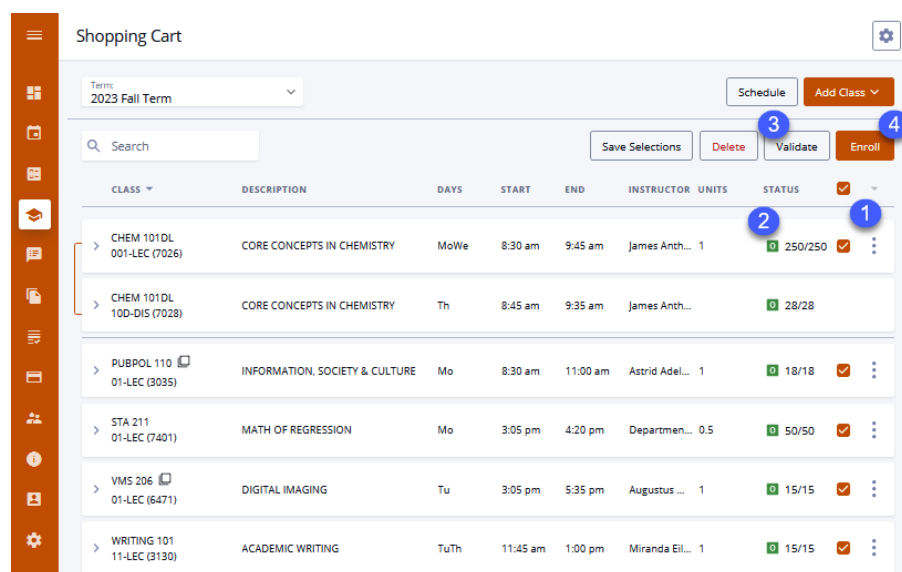 Shopping Cart
Term:
2023 Fall Term
Schedule
Add Class
3
4
Search
Save Selections
Delete
Validate
Enroll
CLASS DESCRIPTION DAYS START END INSTRUCTOR UNITS STATUS
1
2
CHEM 101DL
001-LEC (7026)
CORE CONCEPTS IN CHEMISTRY MoWe 8:30 am 9:45 am James Anth... 1 0 250/250
CHEM 101DL
10D-DIS (7028)
CORE CONCEPTS IN CHEMISTRY Th 8:45 am 9:35 am James Anth... 0 28/28
PUBPOL 110
01-LEC (3035)
INFORMATION, SOCIETY & CULTURE Mo 8:30 am 11:00 am Astrid Adel... 1 0 18/18
STA 211
01-LEC (7401)
MATH OF REGRESSION Mo 3:05 pm 4:20 pm Departmen... 0.5 0 50/50
VMS 206
01-LEC (6471)
DIGITAL IMAGING Tu 3:05 pm 5:35 pm Augustus ... 1 0 15/15
WRITING 101
11-LEC (3130)
ACADEMIC WRITING TuTh 11:45 am 1:00 pm Miranda Eil... 1 0 15/15